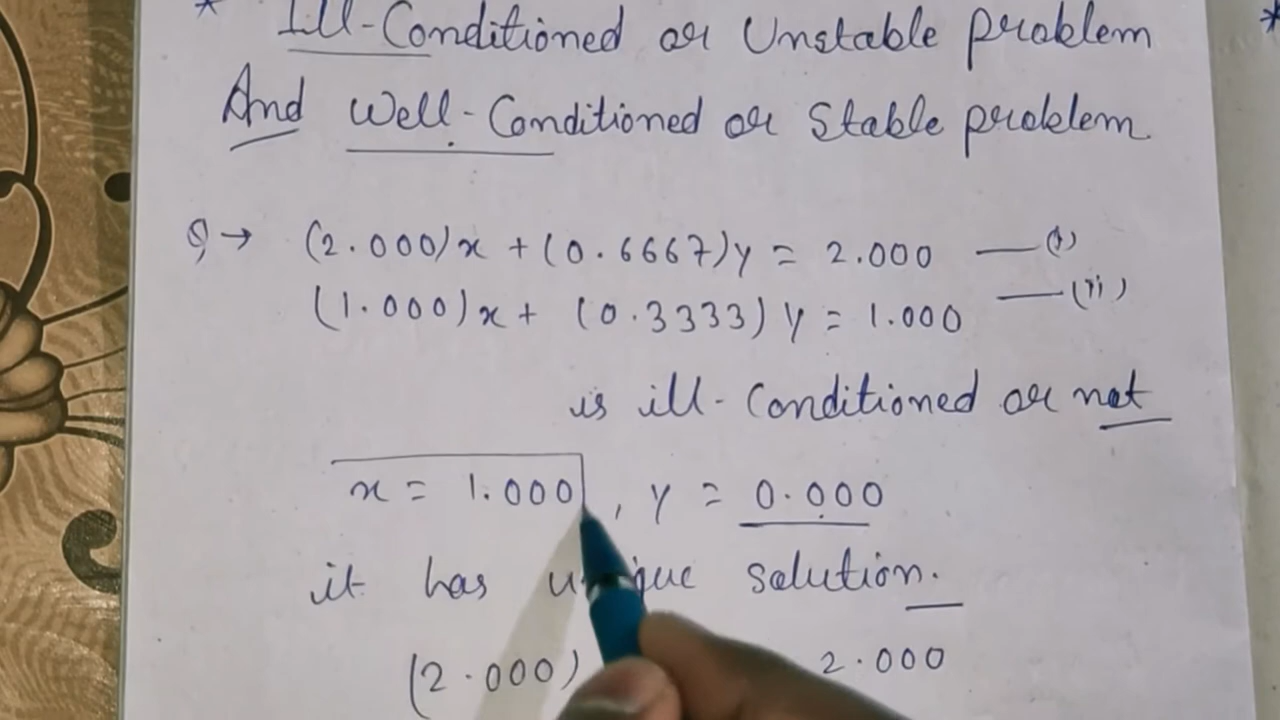 * Ill-Conditioned or Unstable problem
And Well-Conditioned or Stable problem.
Q → (2.000)x + (0.6667)y = 2.000 — (i)
(1.000)x + (0.3333)y = 1.000 — (ii)
is ill-Conditioned or not
x = 1.000, y = 0.000
it has solution.
(2.000) 2.000